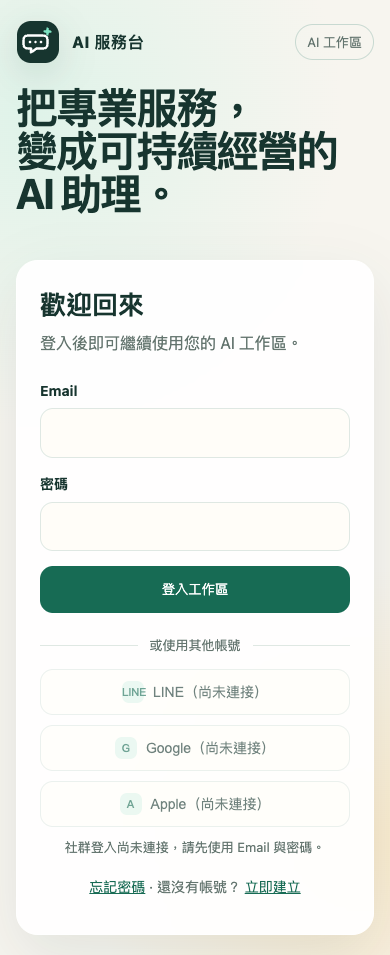 AI 服務台
AI 工作區
把專業服務，
變成可持續經營的
AI 助理。
歡迎回來
登入後即可繼續使用您的 AI 工作區。
Email
密碼
登入工作區
或使用其他帳號
LINE LINE（尚未連接）
G Google（尚未連接）
A Apple（尚未連接）
社群登入尚未連接，請先使用 Email 與密碼。
忘記密碼 · 還沒有帳號？ 立即建立